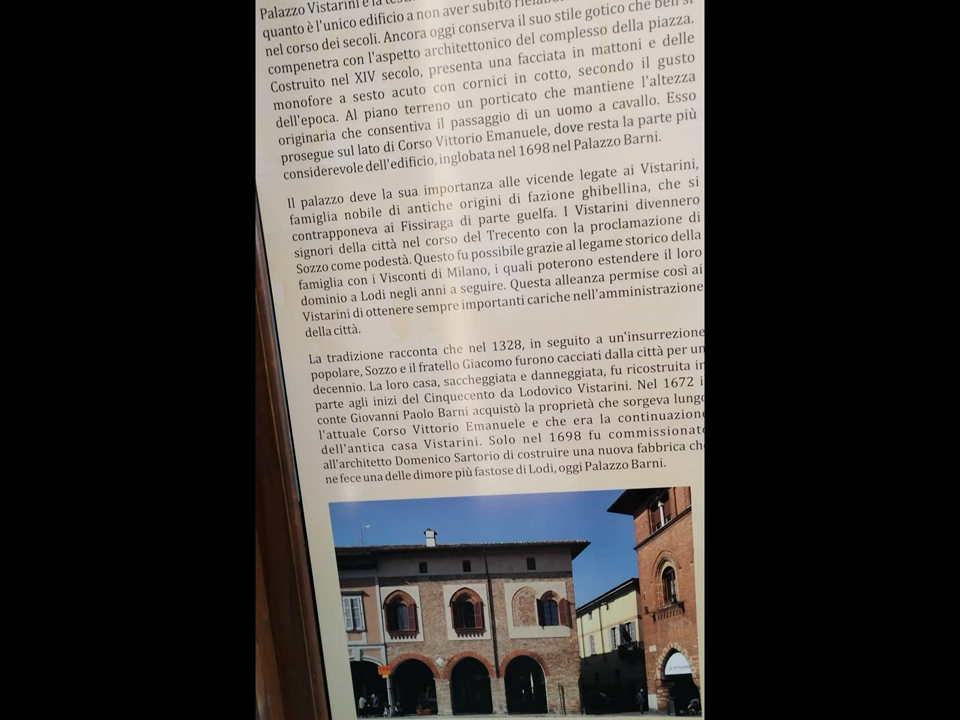 Palazzo Vistarini è la
quanto è l'unico edificio a non aver subito
nel corso dei secoli. Ancora oggi conserva il suo stile gotico che ben si
compenetra con l'aspetto architettonico del complesso della piazza.
Costruito nel XIV secolo, presenta una facciata in mattoni e delle
monofore a sesto acuto con cornici in cotto, secondo il gusto
dell'epoca. Al piano terreno un porticato che mantiene l'altezza
originaria che consentiva il passaggio di un uomo a cavallo. Esso
prosegue sul lato di Corso Vittorio Emanuele, dove resta la parte più
considerevole dell'edificio, inglobata nel 1698 nel Palazzo Barni.
Il palazzo deve la sua importanza alle vicende legate ai Vistarini,
famiglia nobile di antiche origini di fazione ghibellina, che si
contrapponeva ai Fissiraga di parte guelfa. I Vistarini divennero
signori della città nel corso del Trecento con la proclamazione di
Sozzo come podestà. Questo fu possibile grazie al legame storico della
famiglia con i Visconti di Milano, i quali poterono estendere il loro
dominio a Lodi negli anni a seguire. Questa alleanza permise così ai
Vistarini di ottenere sempre importanti cariche nell'amministrazione
della città.
La tradizione racconta che nel 1328, in seguito a un'insurrezione
popolare, Sozzo e il fratello Giacomo furono cacciati dalla città per un
decennio. La loro casa, saccheggiata e danneggiata, fu ricostruita in
parte agli inizi del Cinquecento da Lodovico Vistarini. Nel 1672 i
conte Giovanni Paolo Barni acquistò la proprietà che sorgeva lungo
l'attuale Corso Vittorio Emanuele e che era la continuazione
dell'antica casa Vistarini. Solo nel 1698 fu commissionat
all'architetto Domenico Sartorio di costruire una nuova fabbrica ch
ne fece una delle dimore più fastose di Lodi, oggi Palazzo Barni.